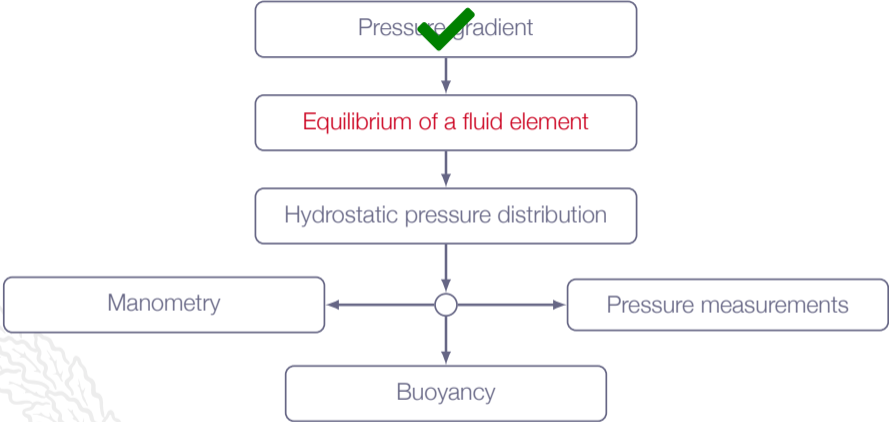 Pressure gradient
Equilibrium of a fluid element
Hydrostatic pressure distribution
Manometry
Pressure measurements
Buoyancy